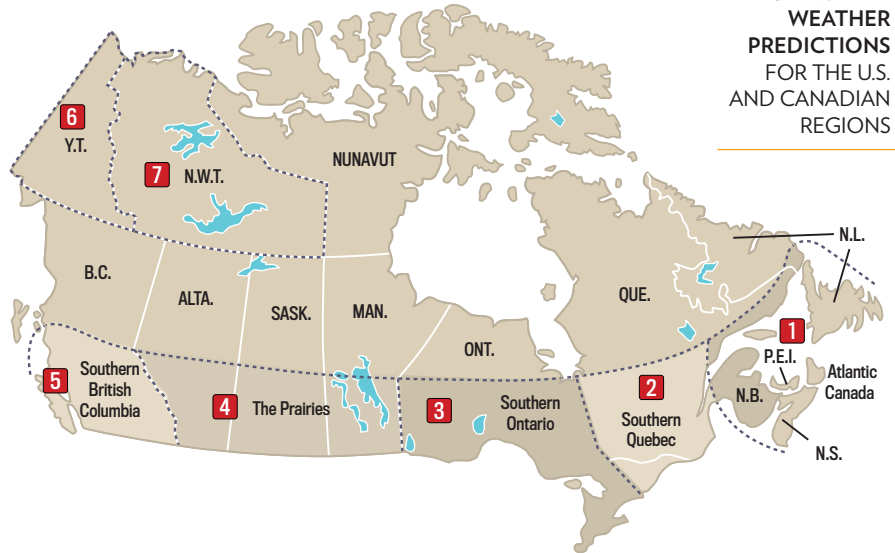 WEATHER
PREDICTIONS
FOR THE U.S.
AND CANADIAN
REGIONS
6
Y.T.
7
N.W.T.
NUNAVUT
N.L.
B.C.
ALTA.
SASK.
MAN.
QUE.
ONT.
1
P.E.I.
Atlantic
Canada
5
Southern
British
Columbia
4
The Prairies
3
Southern
Ontario
2
Southern
Quebec
N.B.
N.S.